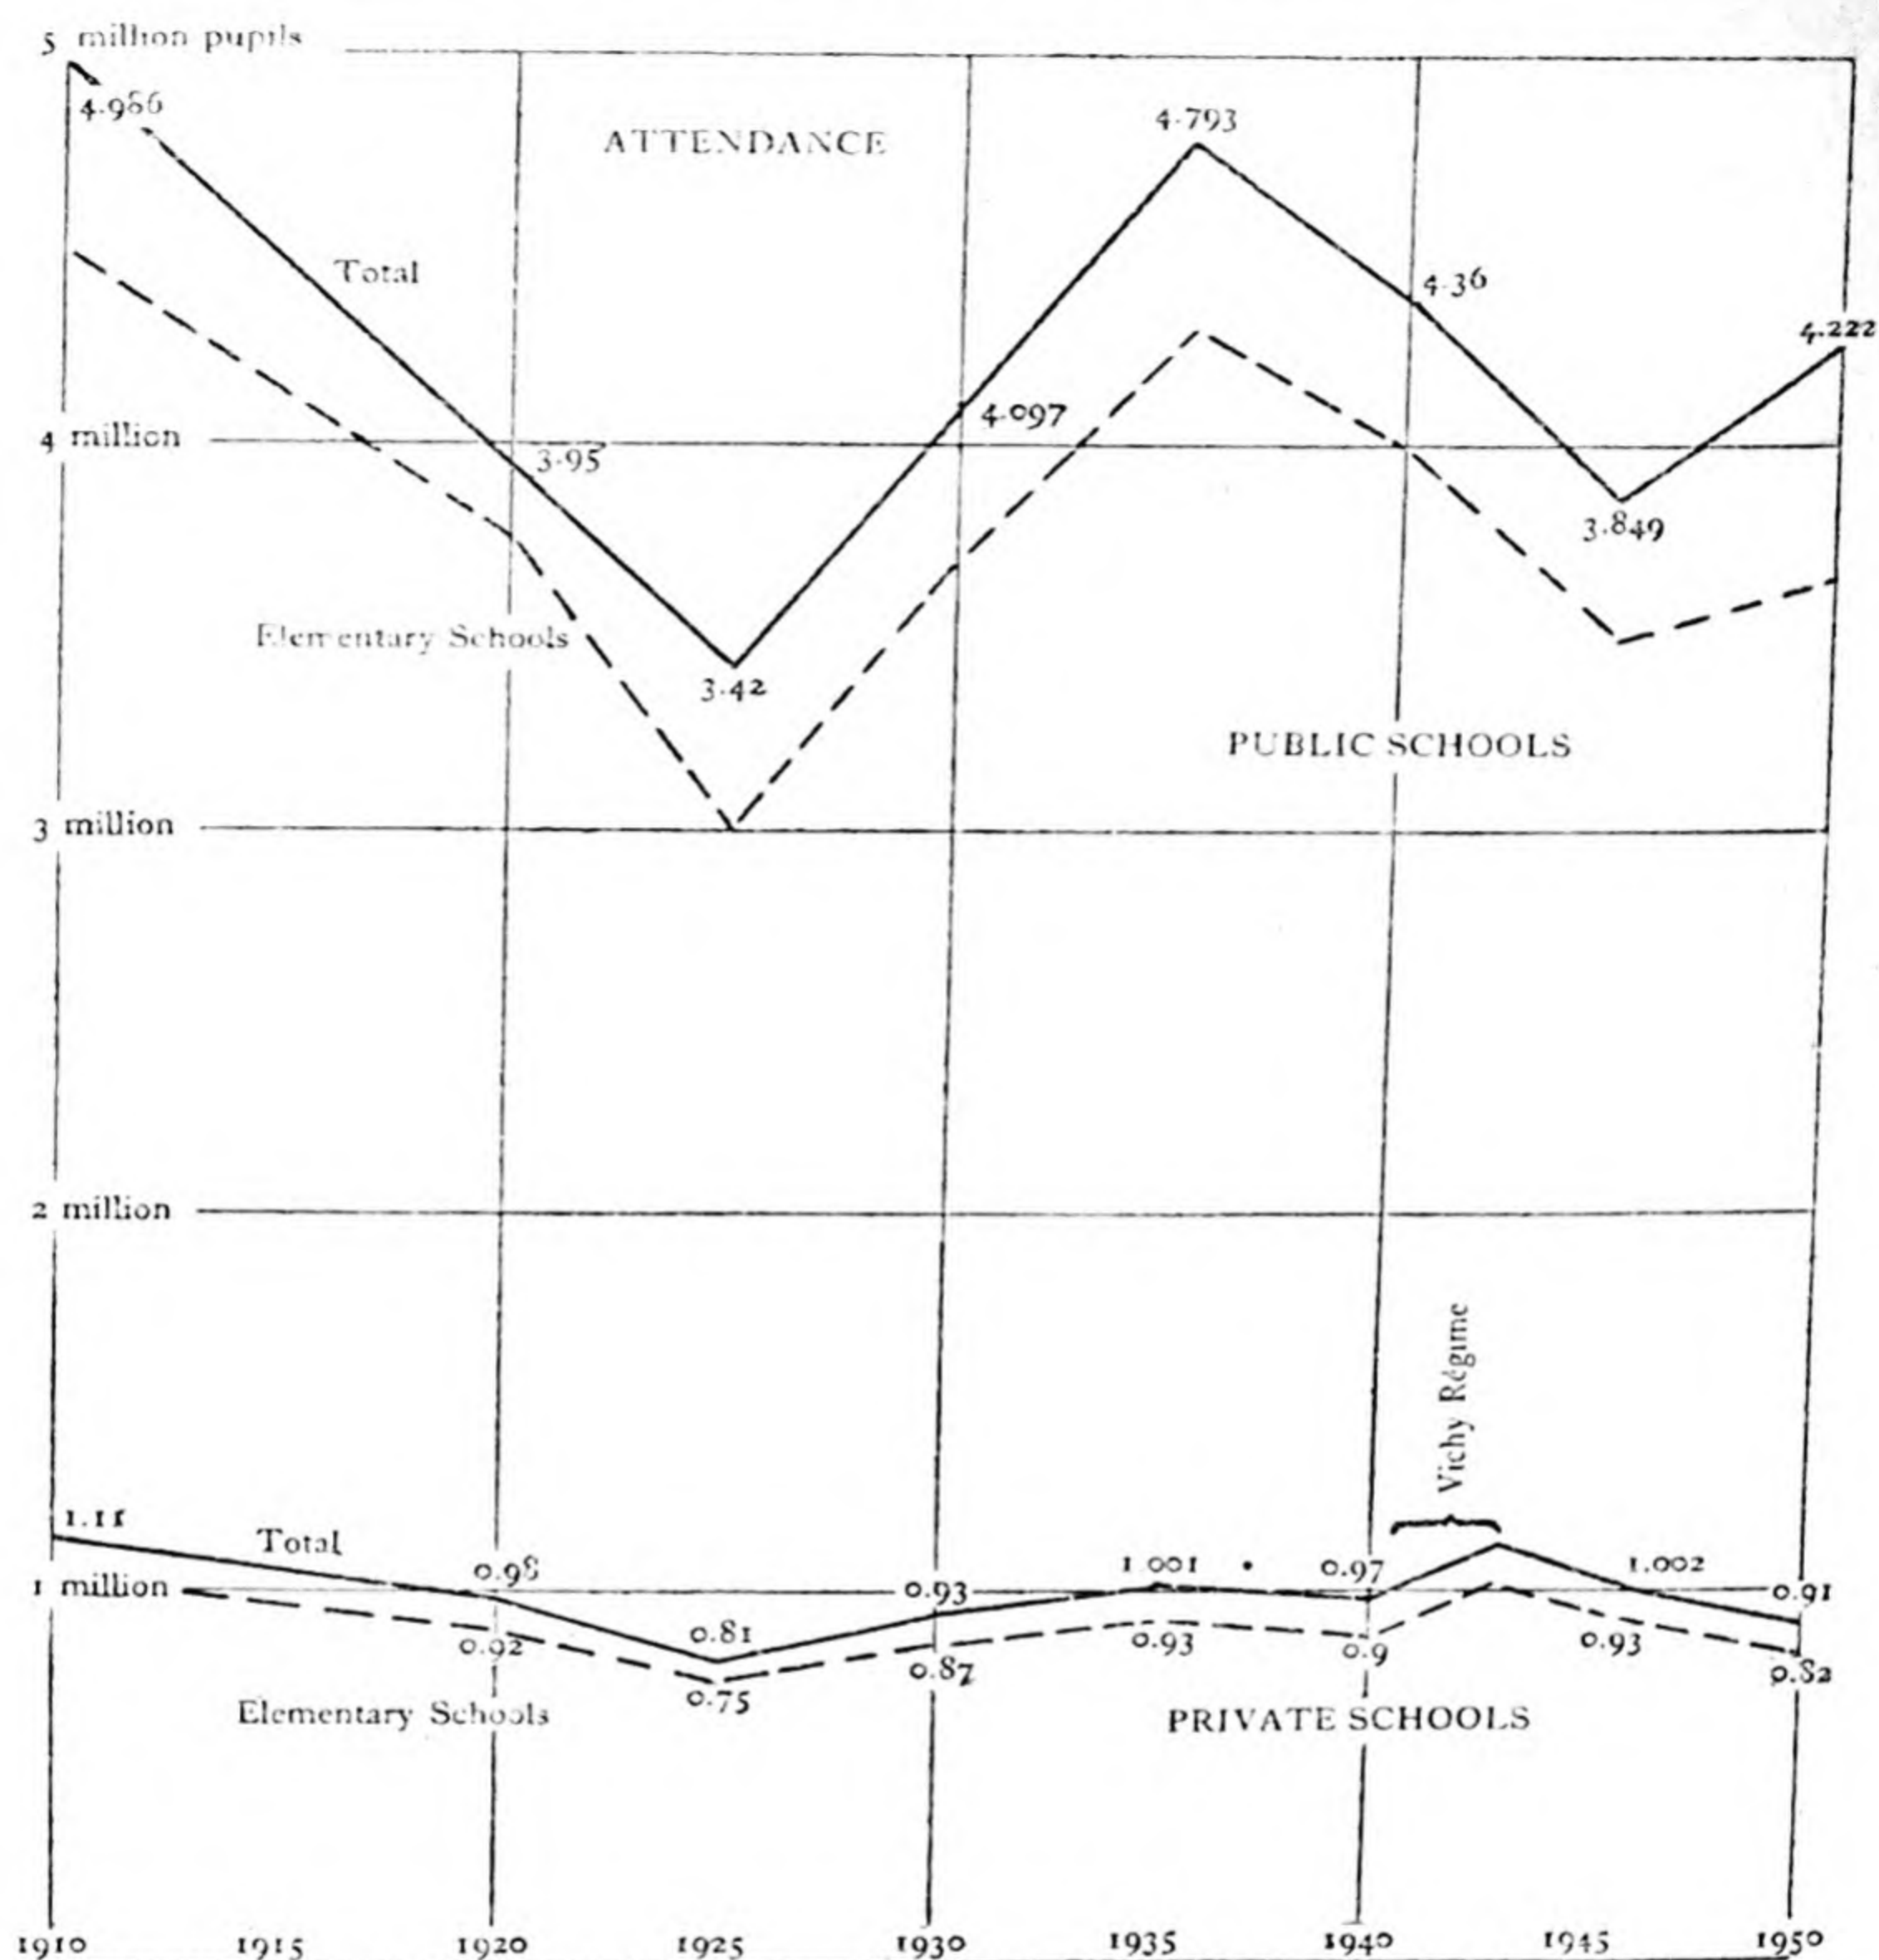 5 million pupils
4.986
ATTENDANCE
4.793
Total
4.36
4.222
4 million
3.95
4.097
3.849
Elementary Schools
3.42
PUBLIC SCHOOLS
3 million
2 million
Vichy Régime
1.11
Total
0.98
1.001
0.97
1.002
1 million
0.93
0.91
0.92
0.81
0.87
0.93
0.9
0.93
0.82
0.75
Elementary Schools
PRIVATE SCHOOLS
1910 1915 1920 1925 1930 1935 1940 1945 1950